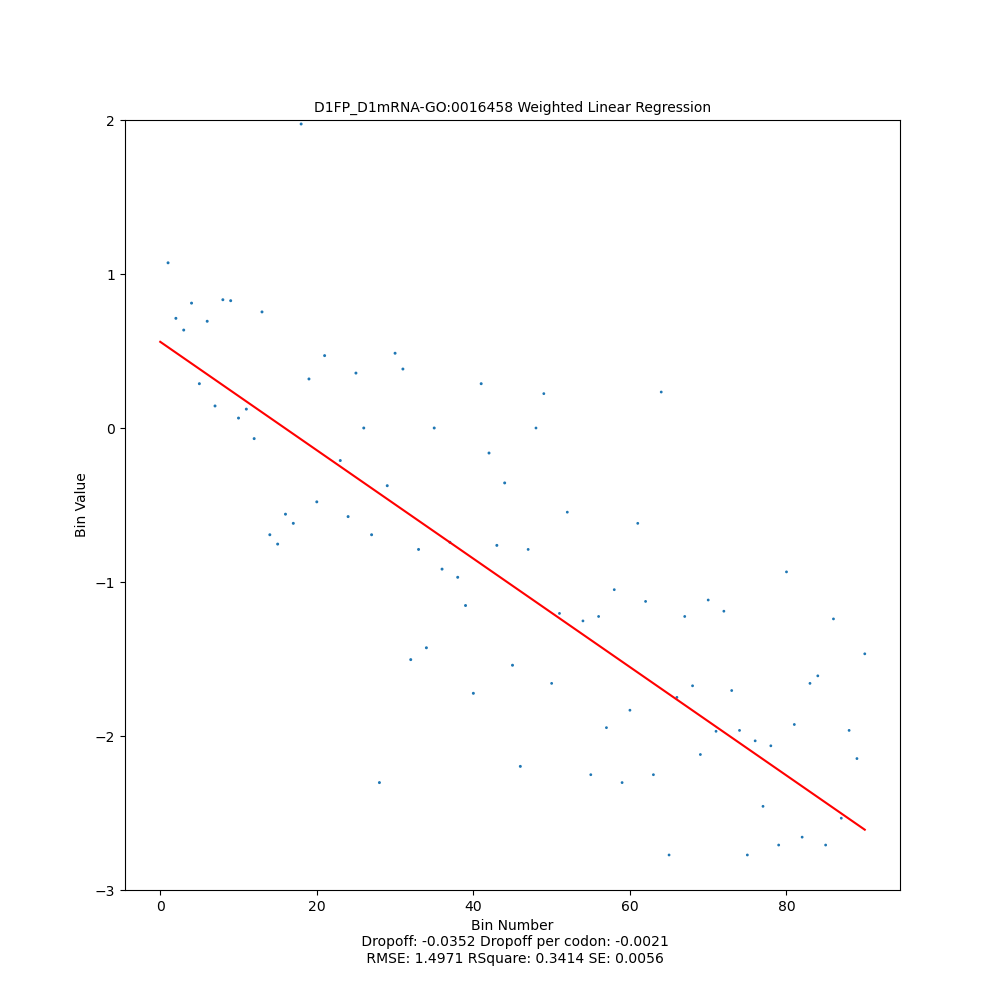 D1FP_D1mRNA-GO:0016458 Weighted Linear Regression
2
1
0
−1
−2
−3
Bin Value
0 20 40 60 80
Bin Number
Dropoff: -0.0352 Dropoff per codon: -0.0021
RMSE: 1.4971 RSquare: 0.3414 SE: 0.0056